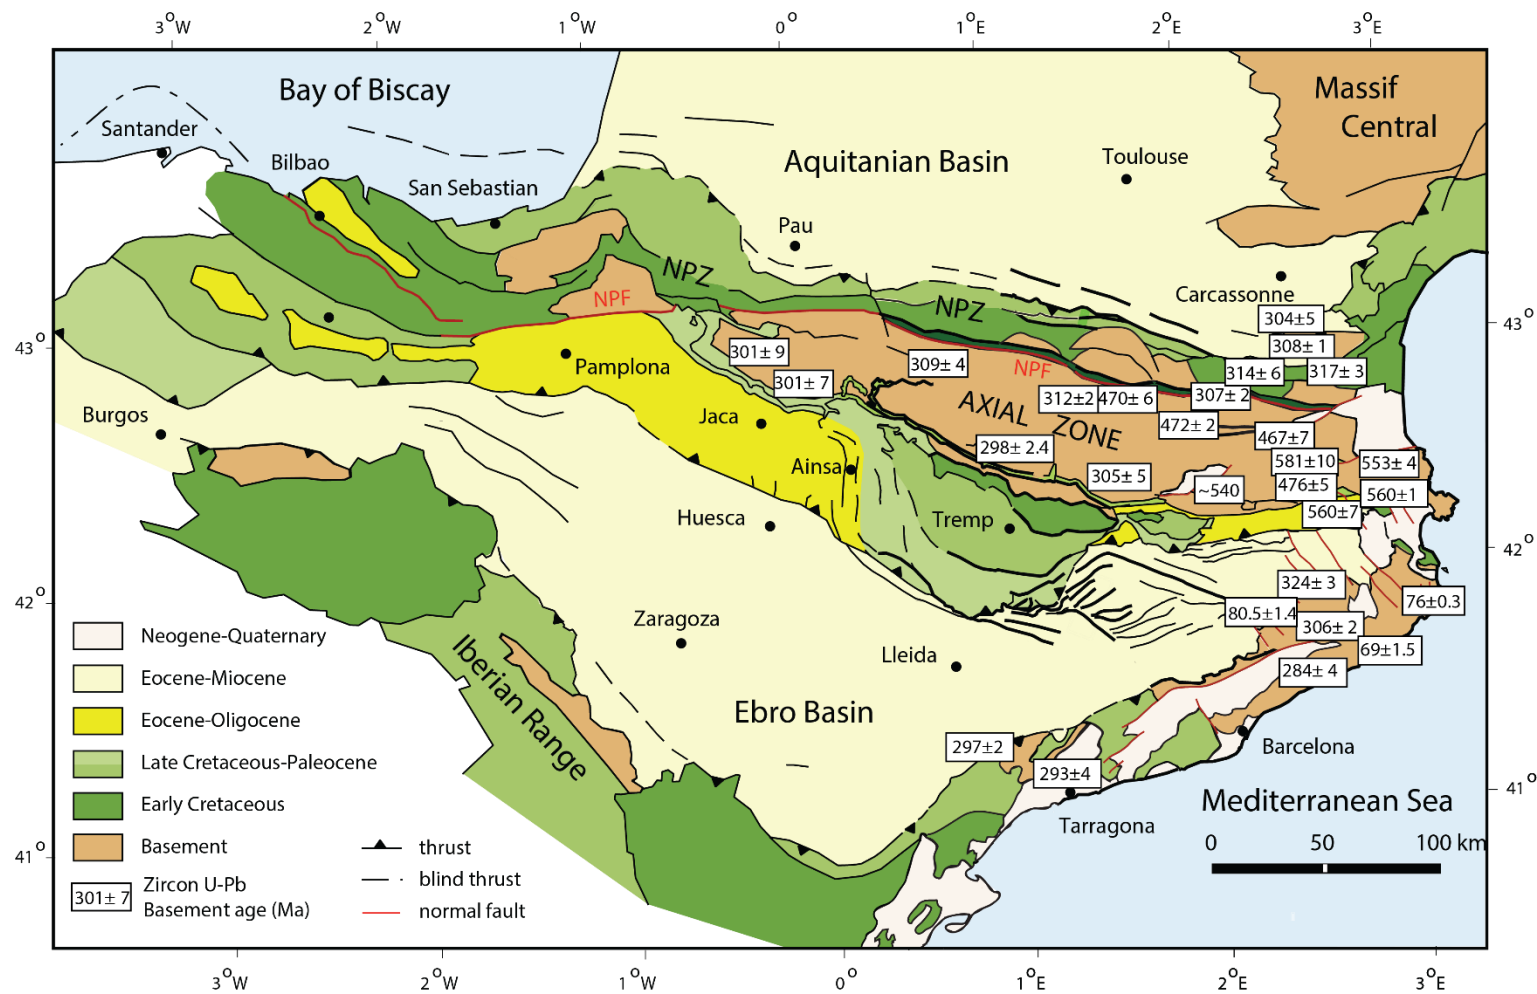 3°W 2°W 1°W 0° 1°E 2°E 3°E
Bay of Biscay
Massif
Central
Santander
Bilbao
San Sebastian
Aquitanian Basin
Toulouse
Pau
NPZ
NPF
NPZ
Carcassonne
304±5
43°
43°
308± 1
301± 9
309± 4
NPF
314± 6
317± 3
Pamplona
301± 7
312±2
470± 6
307± 2
Burgos
Jaca
AXIAL ZONE
472± 2
467±7
298± 2.4
581±10
553± 4
Ainsa
305± 5
~540
476±5
560±1
Huesca
Tremp
560±7
42°
42°
324± 3
76±0.3
80.5±1.4
306± 2
Zaragoza
69±1.5
Lleida
284± 4
Iberian Range
Ebro Basin
297±2
Barcelona
293±4
41°
Tarragona
Mediterranean Sea
0 50 100 km
41°
Neogene-Quaternary
Eocene-Miocene
Eocene-Oligocene
Late Cretaceous-Paleocene
Early Cretaceous
Basement
301± 7
Zircon U-Pb
Basement age (Ma)
thrust
blind thrust
normal fault
3°W 2°W 1°W 0° 1°E 2°E 3°E